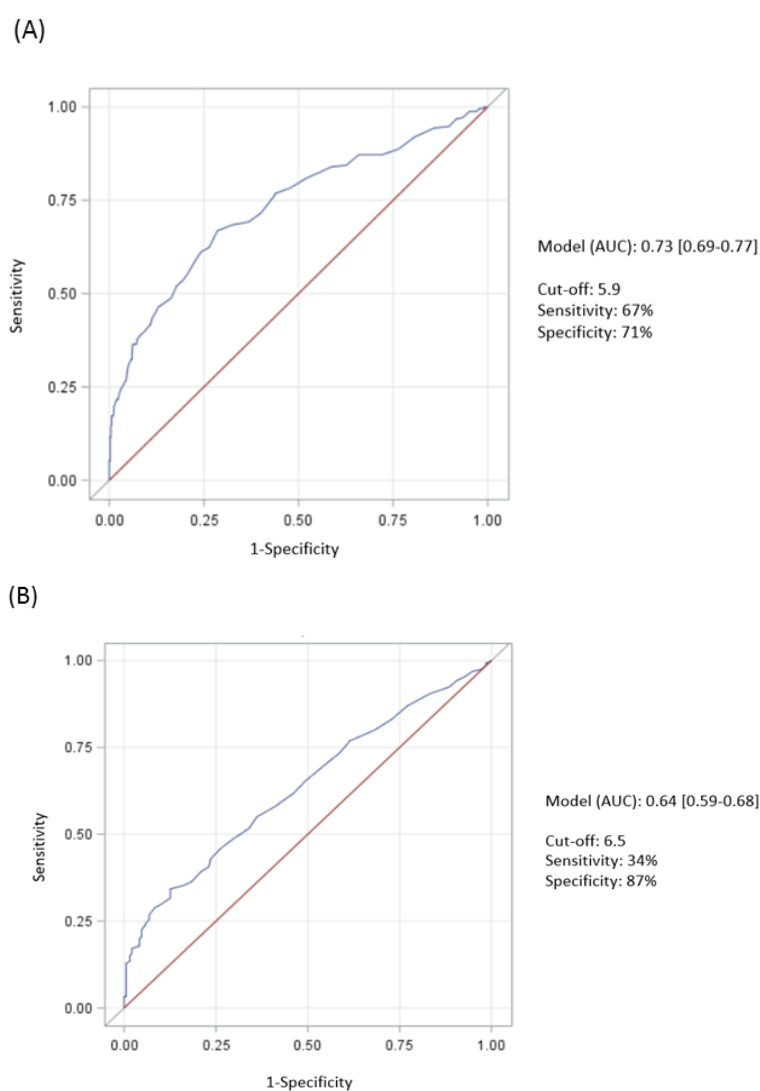 (A)
1.00
0.75
0.50
0.25
0.00
Sensitivity
0.00 0.25 0.50 0.75 1.00
1-Specificity
Model (AUC): 0.73 [0.69-0.77]
Cut-off: 5.9
Sensitivity: 67%
Specificity: 71%
(B)
1.00
0.75
0.50
0.25
0.00
Sensitivity
0.00 0.25 0.50 0.75 1.00
1-Specificity
Model (AUC): 0.64 [0.59-0.68]
Cut-off: 6.5
Sensitivity: 34%
Specificity: 87%